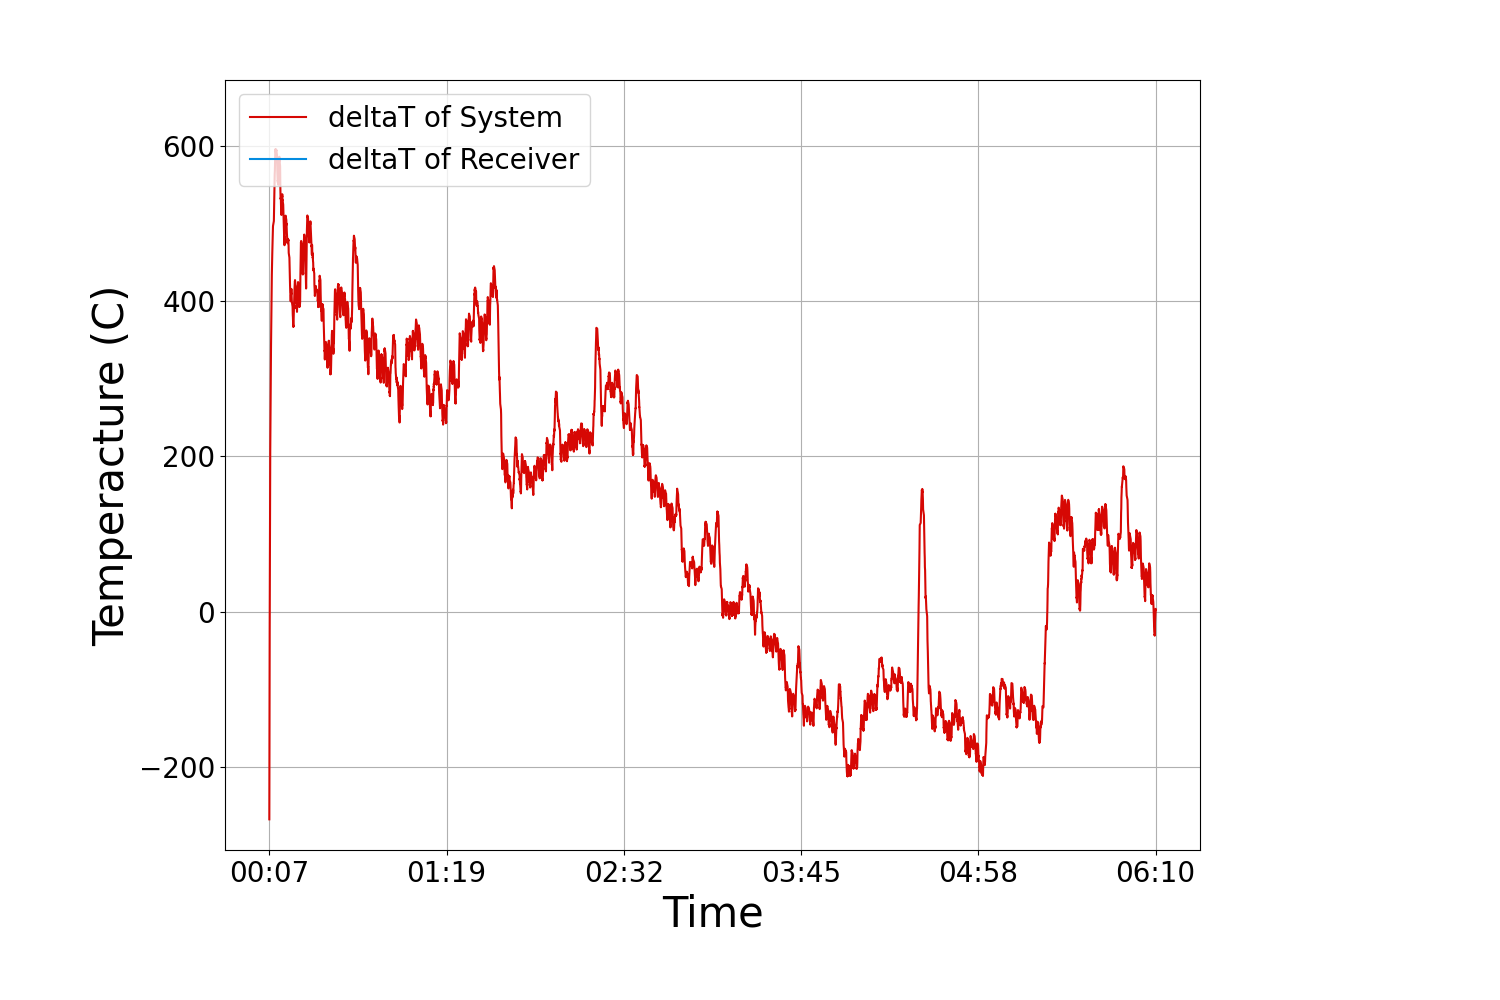 deltaT of System
deltaT of Receiver
600
400
200
0
−200
Temperacture (C)
00:07 01:19 02:32 03:45 04:58 06:10
Time